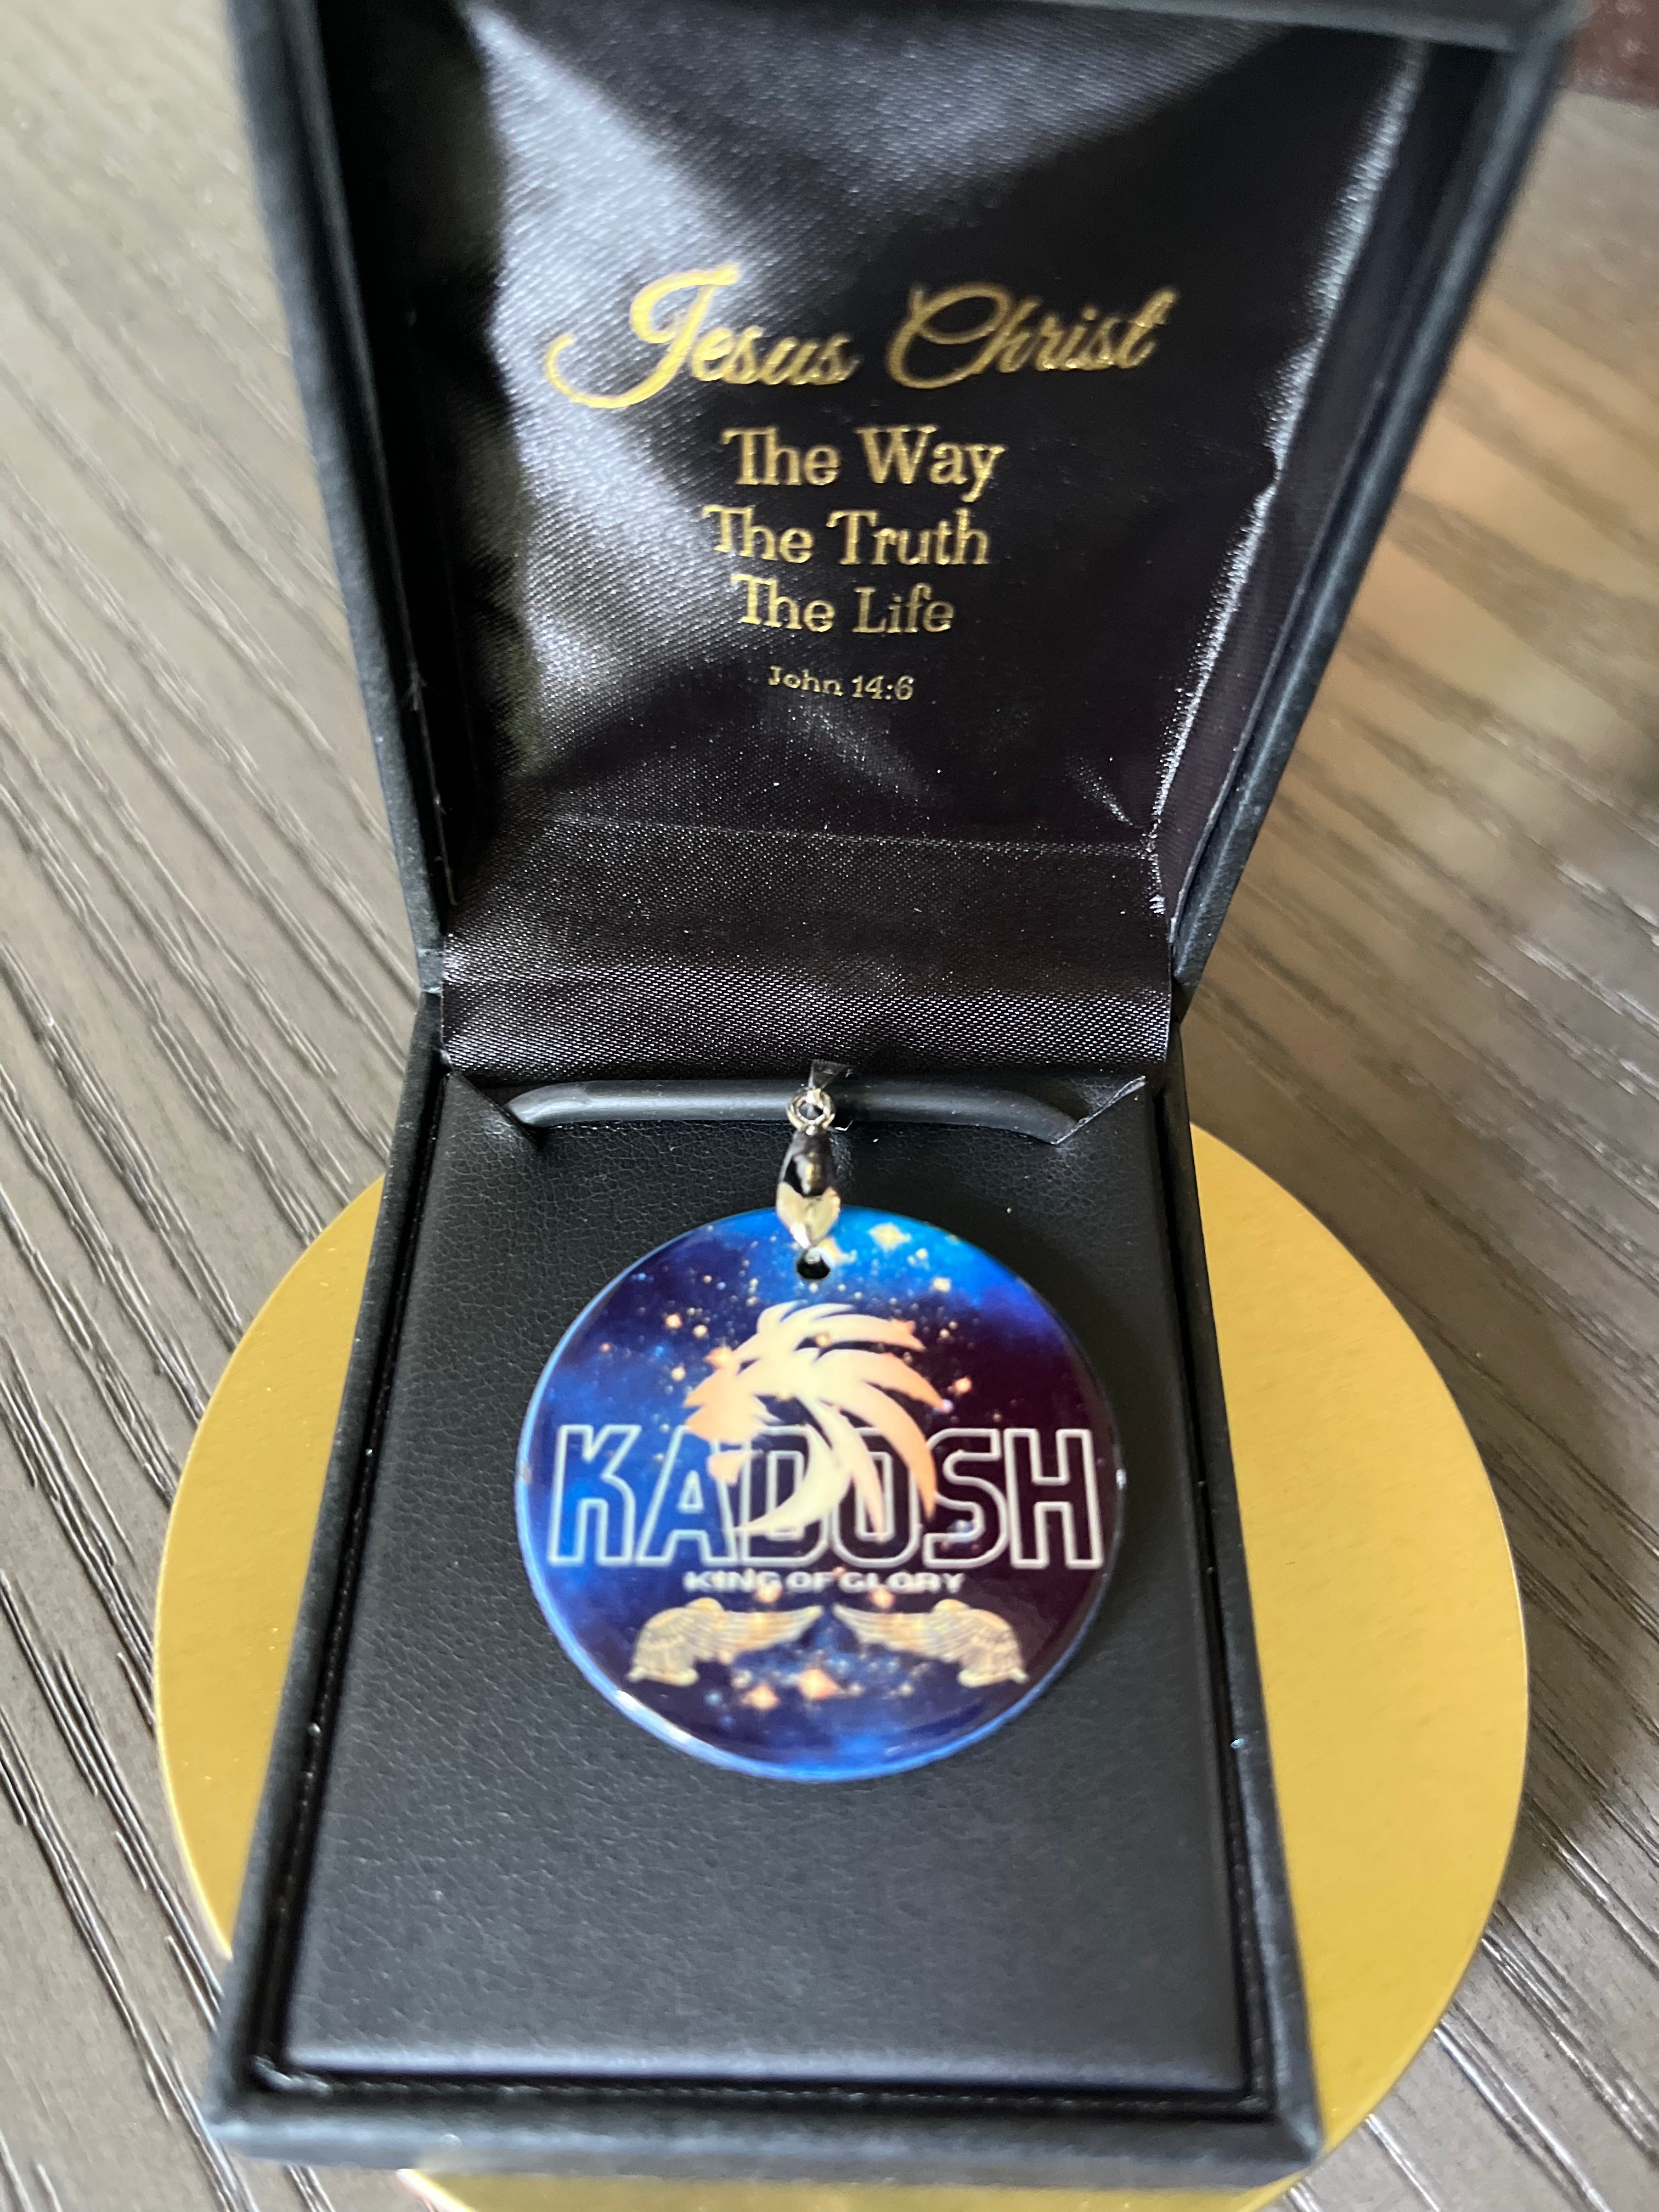 Jesus Christ
The Way
The Truth
The Life
John 14:6
KADOSH
KING OF GLORY